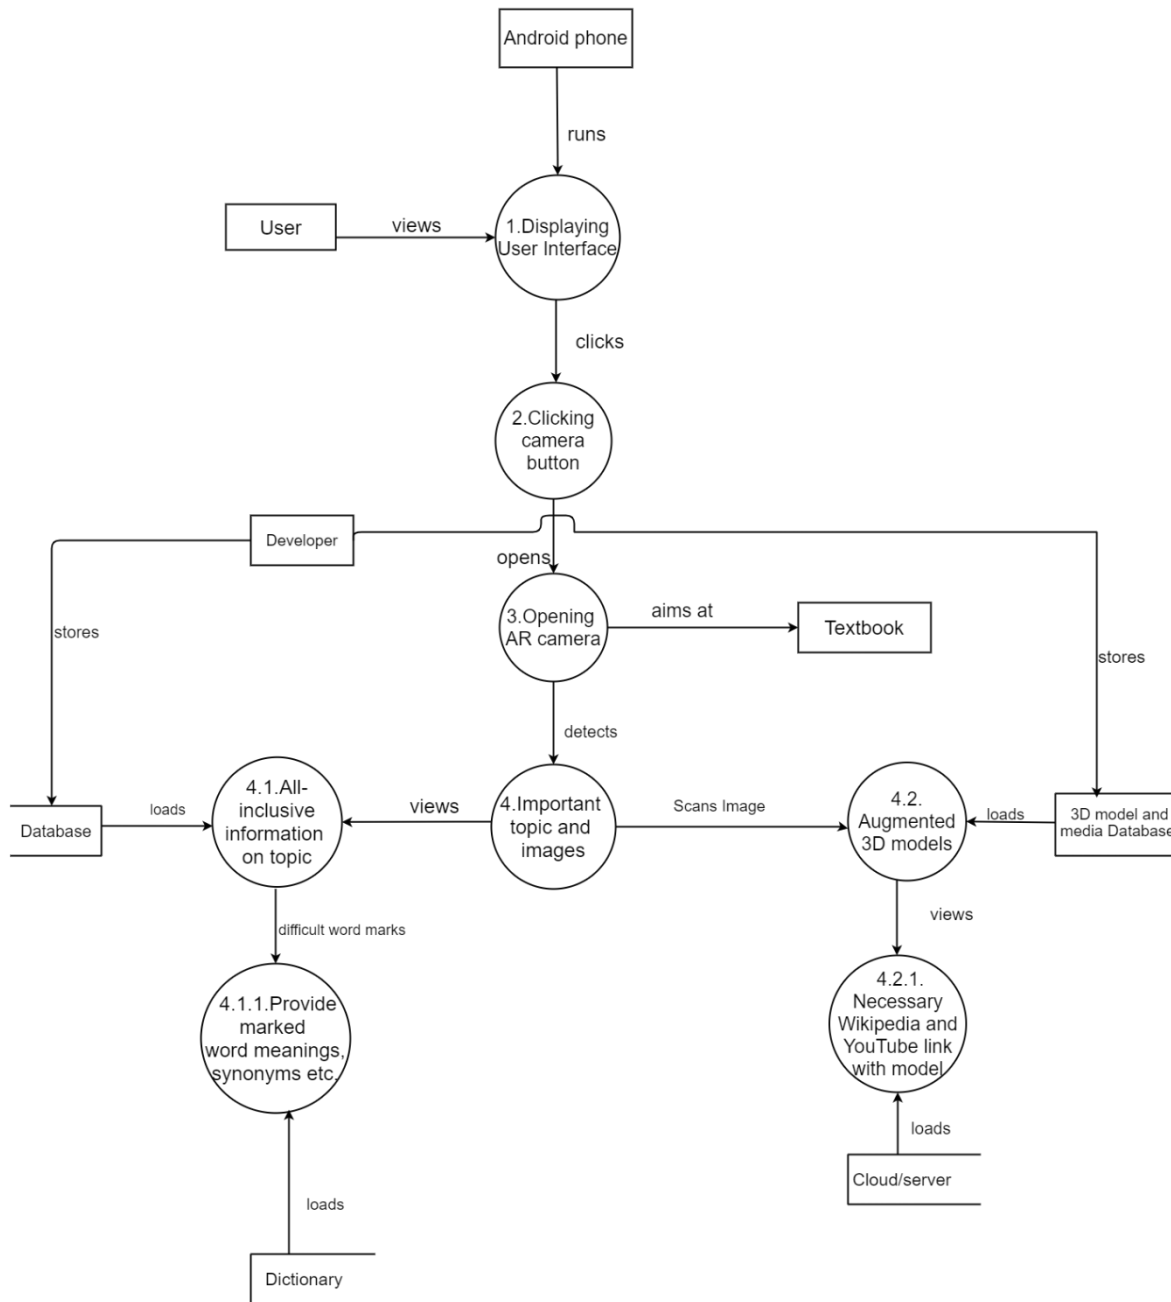 Android phone
runs
User
views
1.Displaying
User Interface
clicks
2.Clicking
camera
button
Developer
opens
stores
3.Opening
AR camera
aims at
Textbook
stores
detects
Database
loads
4.1.All-
inclusive
information
on topic
views
4.Important
topic and
images
Scans Image
4.2.
Augmented
3D models
loads
3D model and
media Database
difficult word marks
views
4.1.1.Provide
marked
word meanings,
synonyms etc.
4.2.1.
Necessary
Wikipedia and
YouTube link
with model
loads
Cloud/server
loads
Dictionary